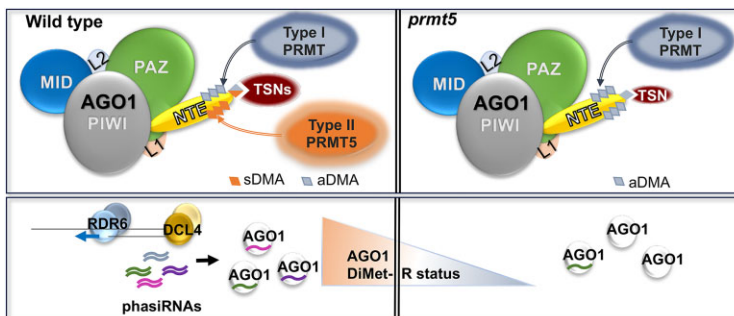 Wild type
Type I
PRMT
L2
MID
PAZ
TSNs
AGO1
NTE
PIWI
Type II
PRMT5
L1
sDMA
aDMA
prmt5
Type I
PRMT
L2
MID
PAZ
TSN
AGO1
NTE
PIWI
L1
aDMA
RDR6
DCL4
AGO1
AGO1
AGO1
phasiRNAs
AGO1
DiMet-R status
AGO1
AGO1
AGO1